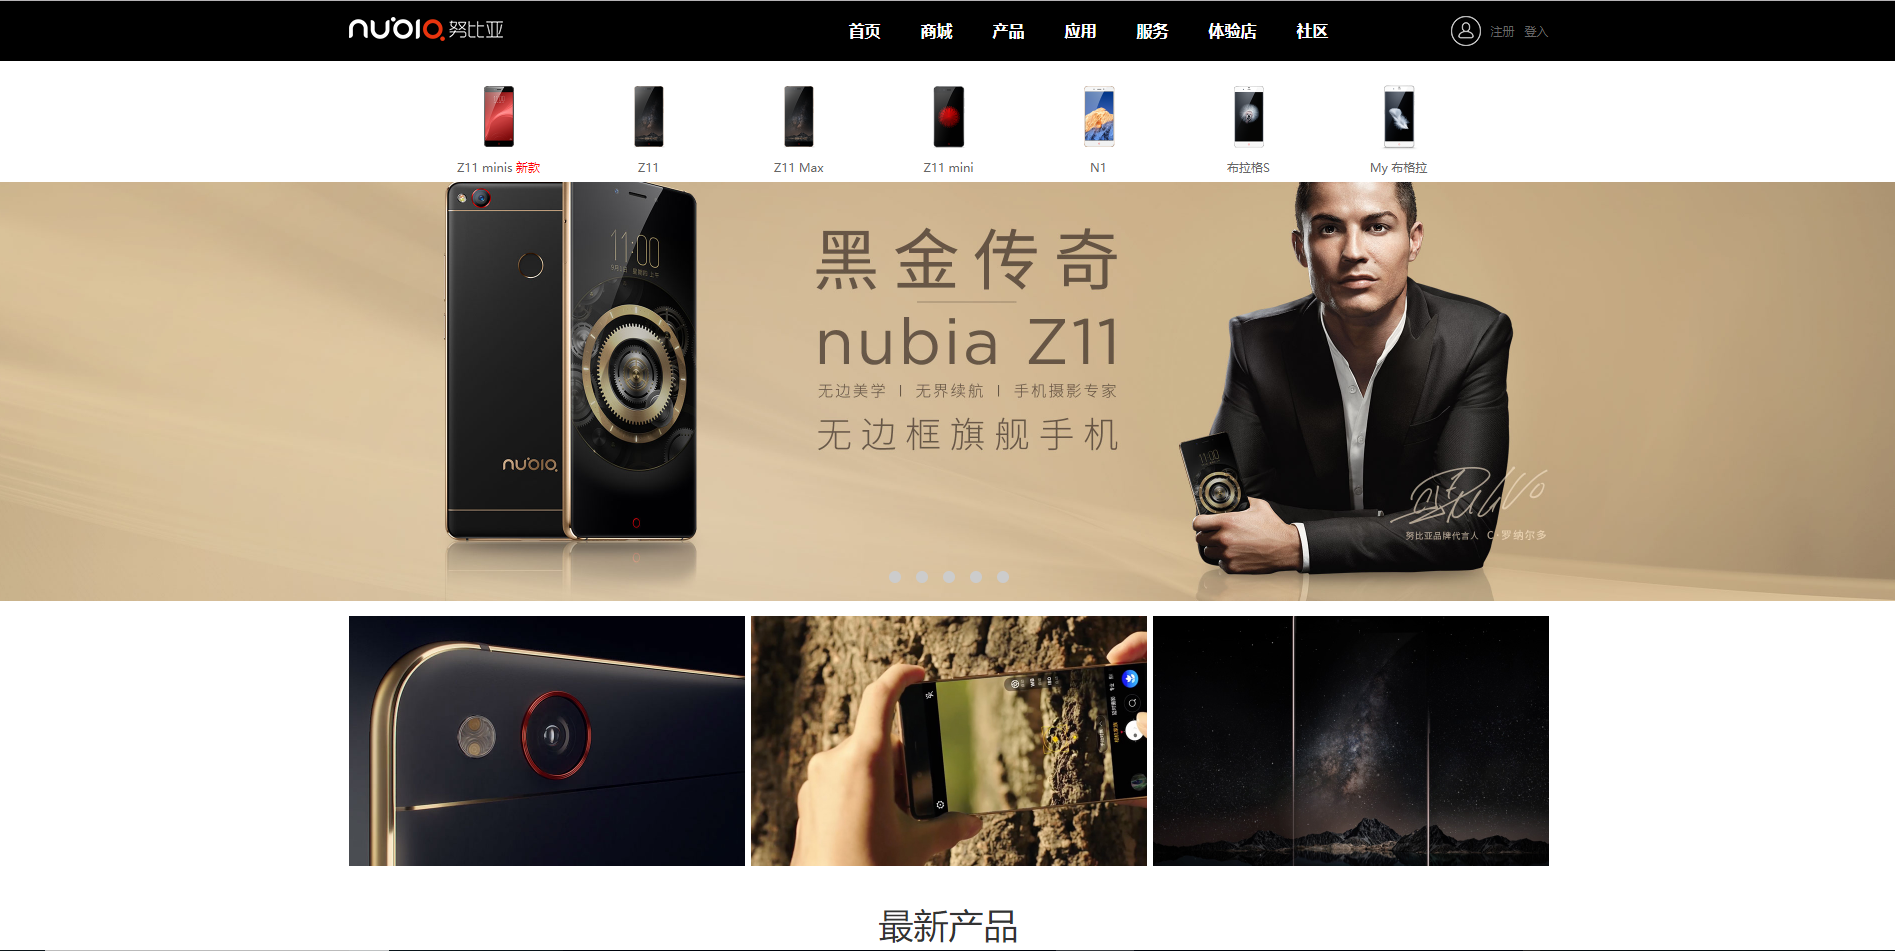 nubia 努比亚
首页 商城 产品 应用 服务 体验店 社区
注册 登入
Z11 minis 新款
Z11
Z11 Max
Z11 mini
N1
布拉格S
My 布格拉
11:00
nubia
黑金传奇
nubia Z11
无边美学 I 无界续航 I 手机摄影专家
无边框旗舰手机
11:00
努比亚品牌代言人 C·罗纳尔多
最新产品